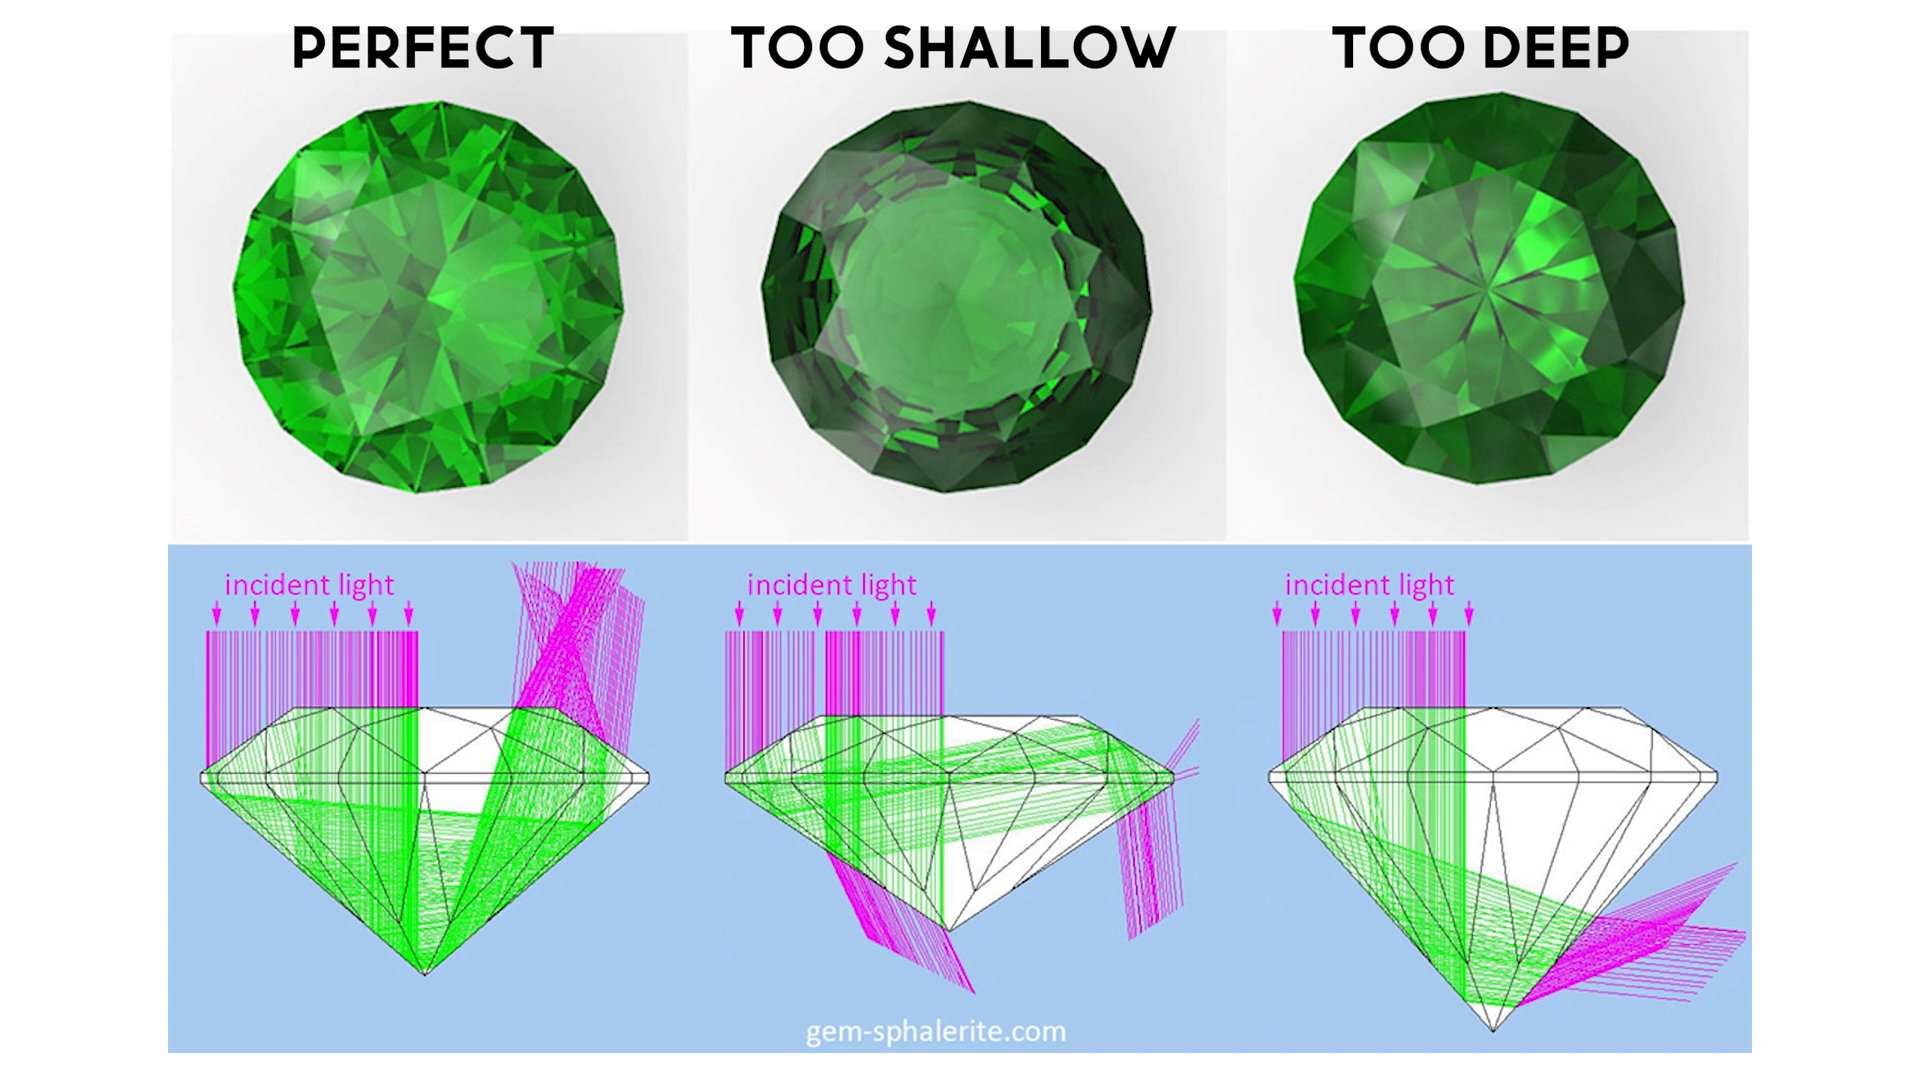 PERFECT
TOO SHALLOW
TOO DEEP
incident light
incident light
incident light
gem-sphalerite.com